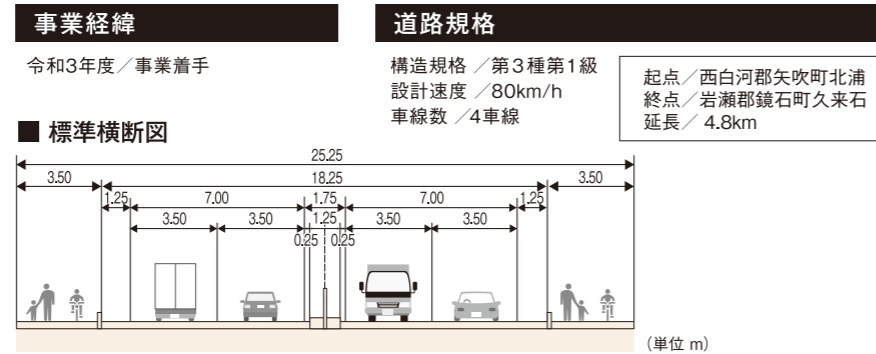 事業経緯
令和3年度／事業着手
道路規格
構造規格 ／第3種第1級
設計速度 ／80km/h
車線数 ／4車線
起点／西白河郡矢吹町北浦
終点／岩瀬郡鏡石町久来石
延長／ 4.8km
■ 標準横断図
25.25
3.50 18.25 3.50
1.25 7.00 1.75 7.00 1.25
3.50 3.50 1.25 3.50 3.50
0.25 0.25
（単位 m）